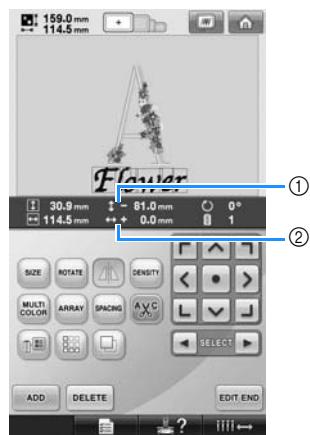 159.0 mm
114.5 mm
A
Flower
30.9 mm - 81.0 mm 0°
114.5 mm + 0.0 mm 1
①
②
SIZE ROTATE DENSITY
MULTI COLOR ARRAY SPACING AVC
SELECT
ADD DELETE EDIT END
?